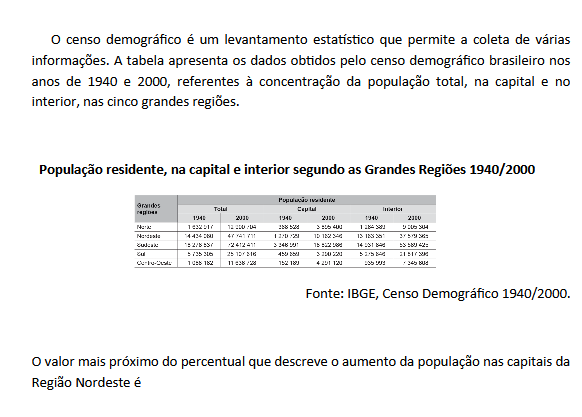 O censo demográfico é um levantamento estatístico que permite a coleta de várias
informações. A tabela apresenta os dados obtidos pelo censo demográfico brasileiro nos
anos de 1940 e 2000, referentes à concentração da população total, na capital e no
interior, nas cinco grandes regiões.
População residente, na capital e interior segundo as Grandes Regiões 1940/2000
População residente
Grandes regiões
Total Capital Interior
1940 2000 1940 2000 1940 2000
Norte 1 632 917 12 900 704 368 528 3 895 400 1 264 389 9 005 304
Nordeste 14 434 080 47 741 711 1 270 729 10 162 346 13 163 351 37 579 365
Sudeste 18 278 837 72 412 411 3 346 991 18 822 986 14 931 846 53 589 425
Sul 5 735 305 25 107 616 459 659 3 290 220 5 275 646 21 817 396
Centro-Oeste 1 088 182 11 636 728 152 189 4 291 120 935 993 7 345 608
Fonte: IBGE, Censo Demográfico 1940/2000.
O valor mais próximo do percentual que descreve o aumento da população nas capitais da
Região Nordeste é